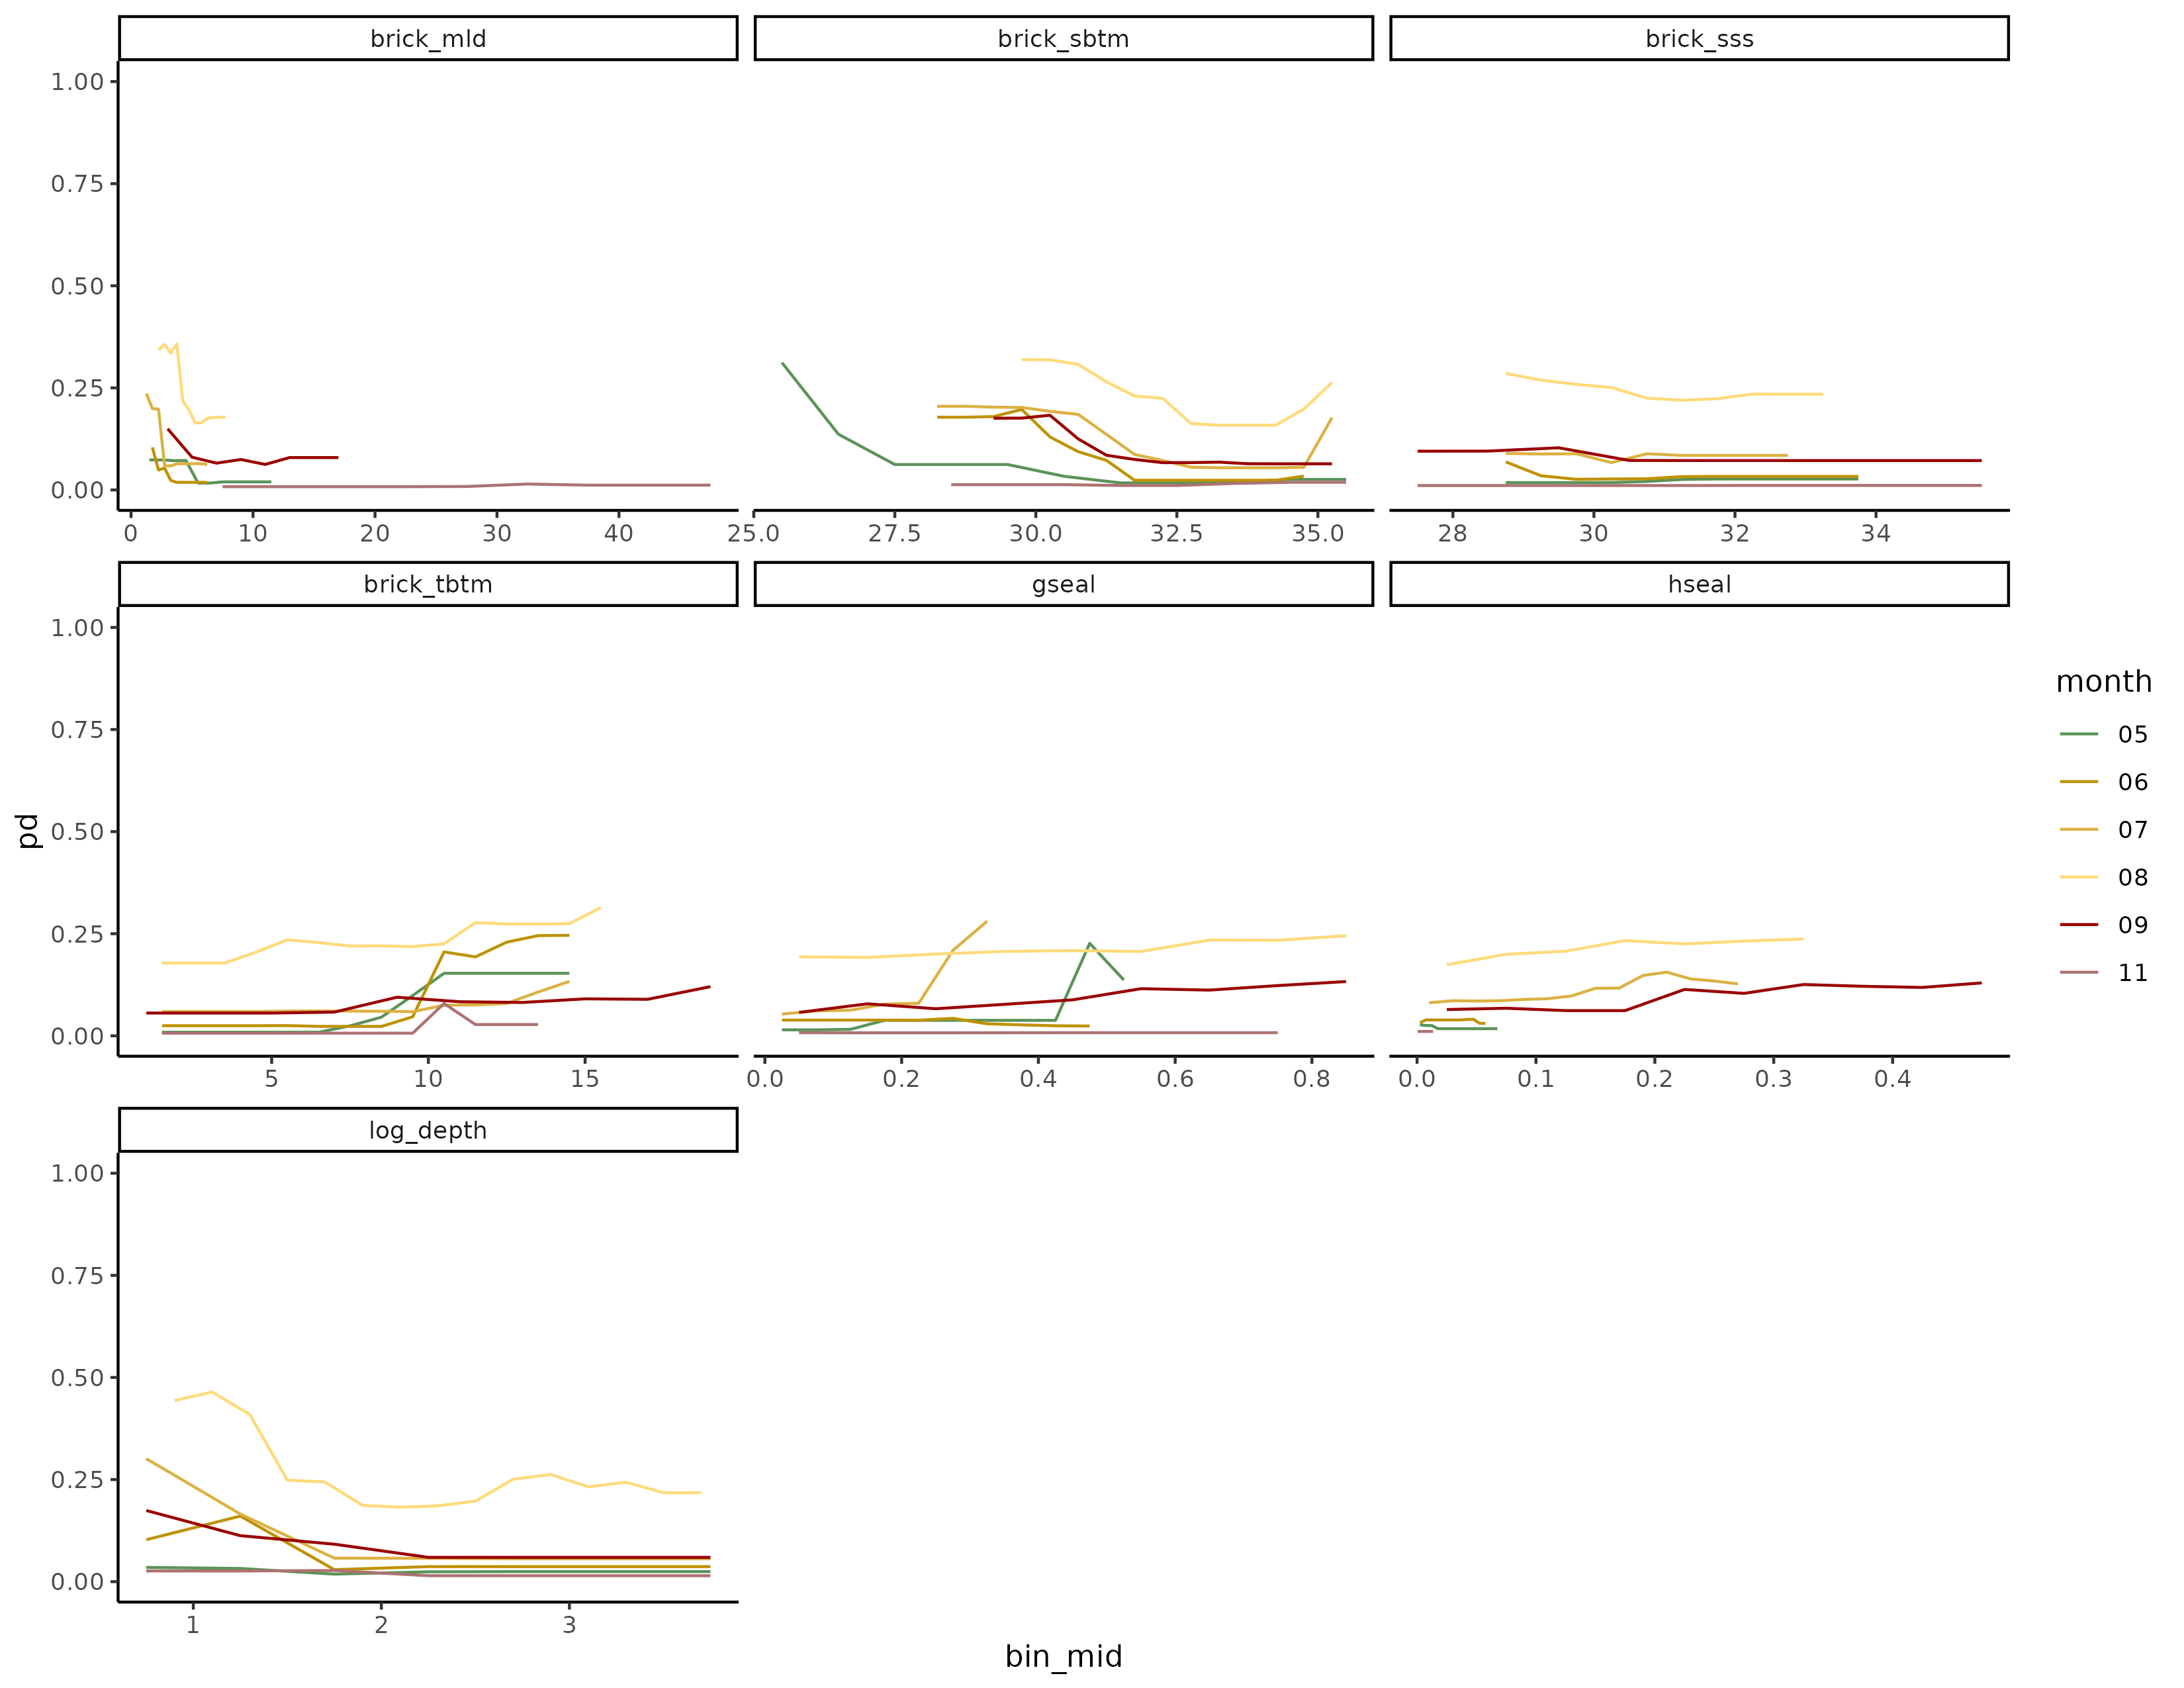 brick_mld brick_sbtm brick_sss
1.00
0.75
0.50
0.25
0.00
0 10 20 30 40 25.0 27.5 30.0 32.5 35.0 28 30 32 34
brick_tbtm gseal hseal
1.00
0.75
0.50
0.25
0.00
5 10 15 0.0 0.2 0.4 0.6 0.8 0.0 0.1 0.2 0.3 0.4
log_depth
1.00
0.75
0.50
0.25
0.00
1 2 3
pd
bin_mid
month
05
06
07
08
09
11